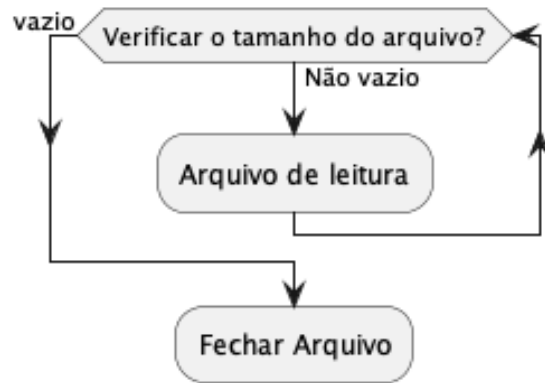 vazio
Verificar o tamanho do arquivo?
Não vazio
Arquivo de leitura
Fechar Arquivo